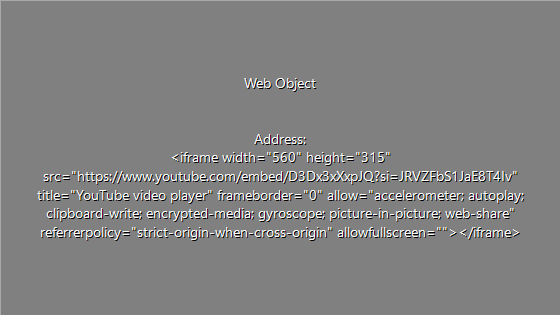 Web Object
Address:
<iframe width="560" height="315"
src="https://www.youtube.com/embed/D3Dx3xXxpJQ?si=JRVZFbS1JaE8T4Iv"
title="YouTube video player" frameborder="0" allow="accelerometer; autoplay;
clipboard-write; encrypted-media; gyroscope; picture-in-picture; web-share"
referrerpolicy="strict-origin-when-cross-origin" allowfullscreen=""></iframe>